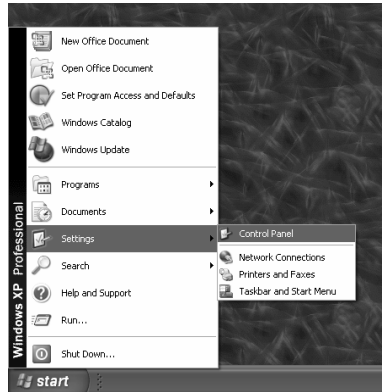 New Office Document
Open Office Document
Set Program Access and Defaults
Windows Catalog
Windows Update
Programs
Documents
Settings
Search
Help and Support
Run...
Shut Down...
Control Panel
Network Connections
Printers and Faxes
Taskbar and Start Menu
Windows XP Professional
start